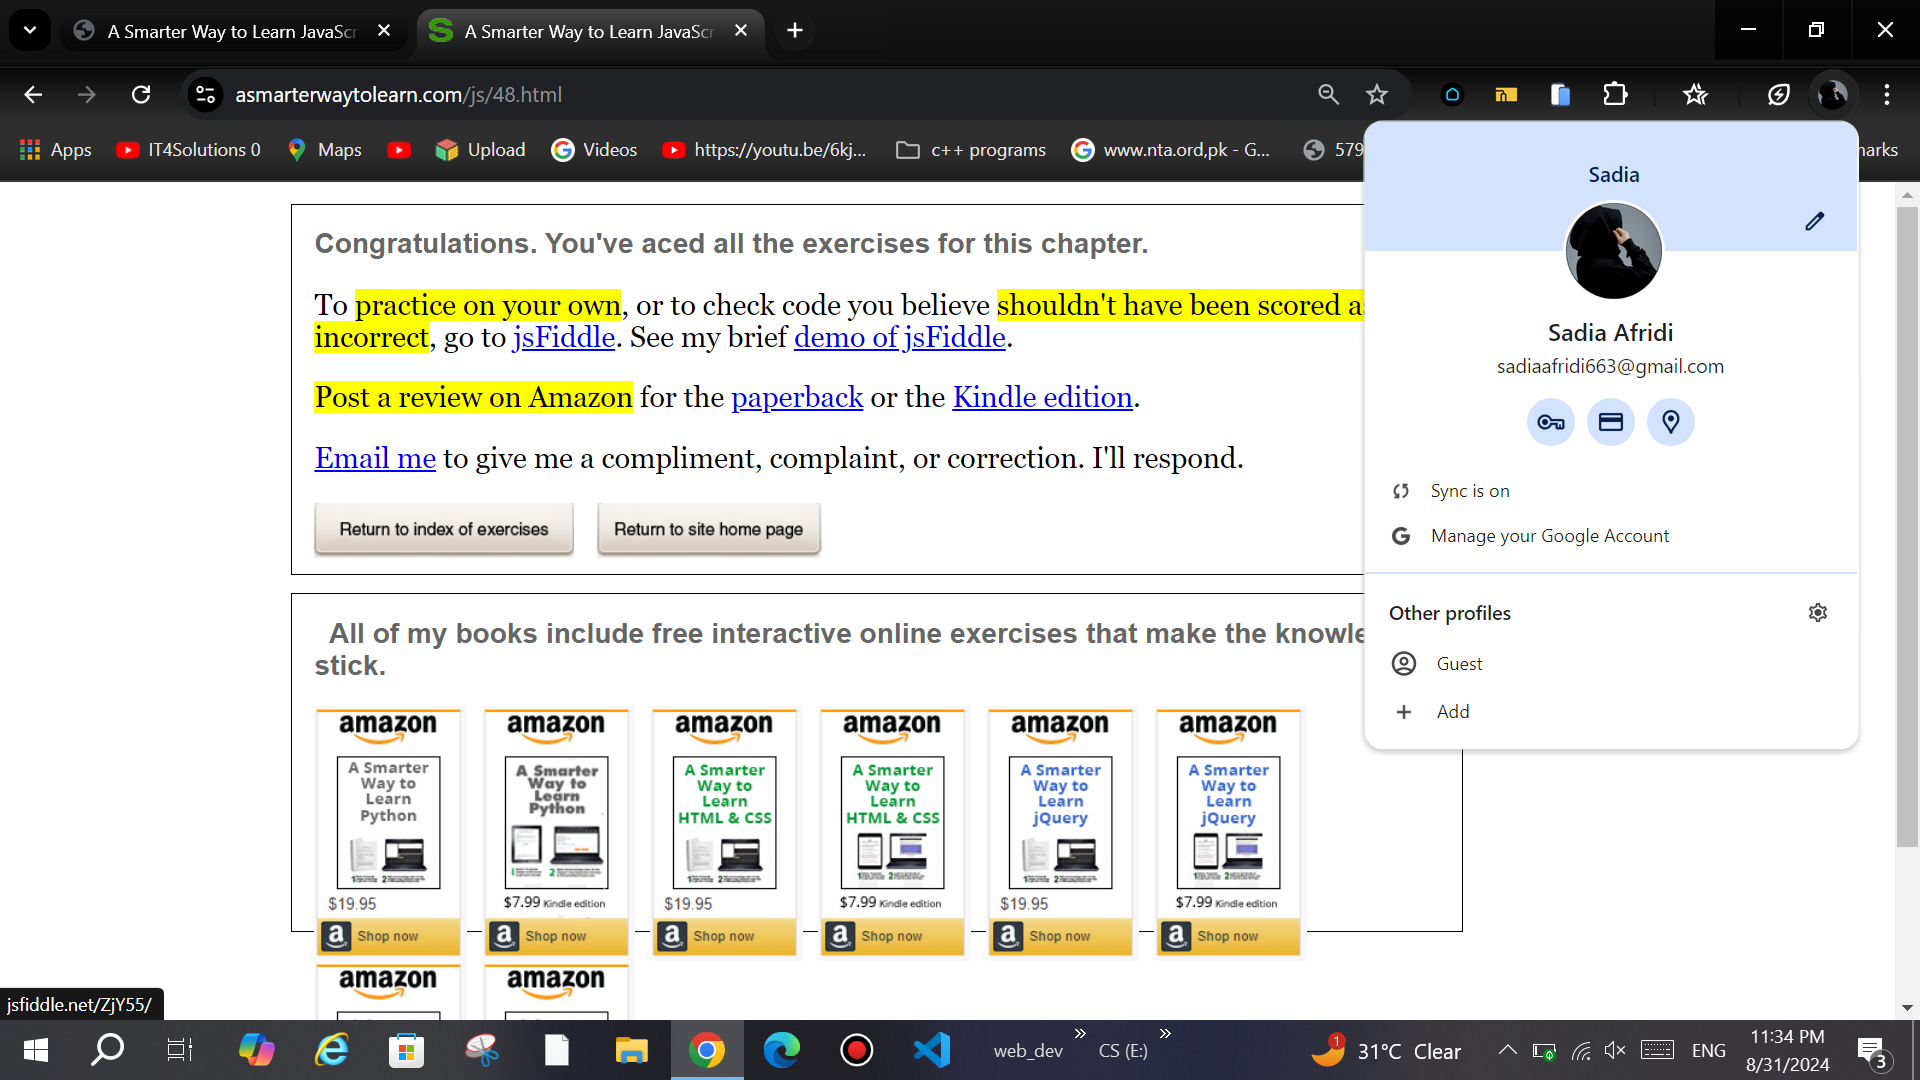 A Smarter Way to Learn JavaScr
A Smarter Way to Learn JavaScr
asmarterwaytolearn.com/js/48.html
Apps
IT4Solutions 0
Maps
Upload
Videos
https://youtu.be/6kj...
c++ programs
www.nta.ord,pk - G...
579
narks
Congratulations. You've aced all the exercises for this chapter.
To practice on your own, or to check code you believe shouldn't have been scored as
incorrect, go to jsFiddle. See my brief demo of jsFiddle.
Post a review on Amazon for the paperback or the Kindle edition.
Email me to give me a compliment, complaint, or correction. I'll respond.
Return to index of exercises
Return to site home page
Sadia
Sadia Afridi
sadiaafridi663@gmail.com
Sync is on
Manage your Google Account
Other profiles
Guest
Add
All of my books include free interactive online exercises that make the knowle
stick.
amazon
A Smarter
Way to
Learn
Python
$19.95
a Shop now
amazon
A Smarter
Way to
Learn
Python
$7.99 Kindle edition
a Shop now
amazon
A Smarter
Way to
Learn
HTML & CSS
$19.95
a Shop now
amazon
A Smarter
Way to
Learn
HTML & CSS
$7.99 Kindle edition
a Shop now
amazon
A Smarter
Way to
Learn
jQuery
$19.95
a Shop now
amazon
A Smarter
Way to
Learn
jQuery
$7.99 Kindle edition
a Shop now
amazon
amazon
jsfiddle.net/ZjY55/
web_dev
CS (E:)
1
31°C Clear
ENG
11:34 PM
8/31/2024
3